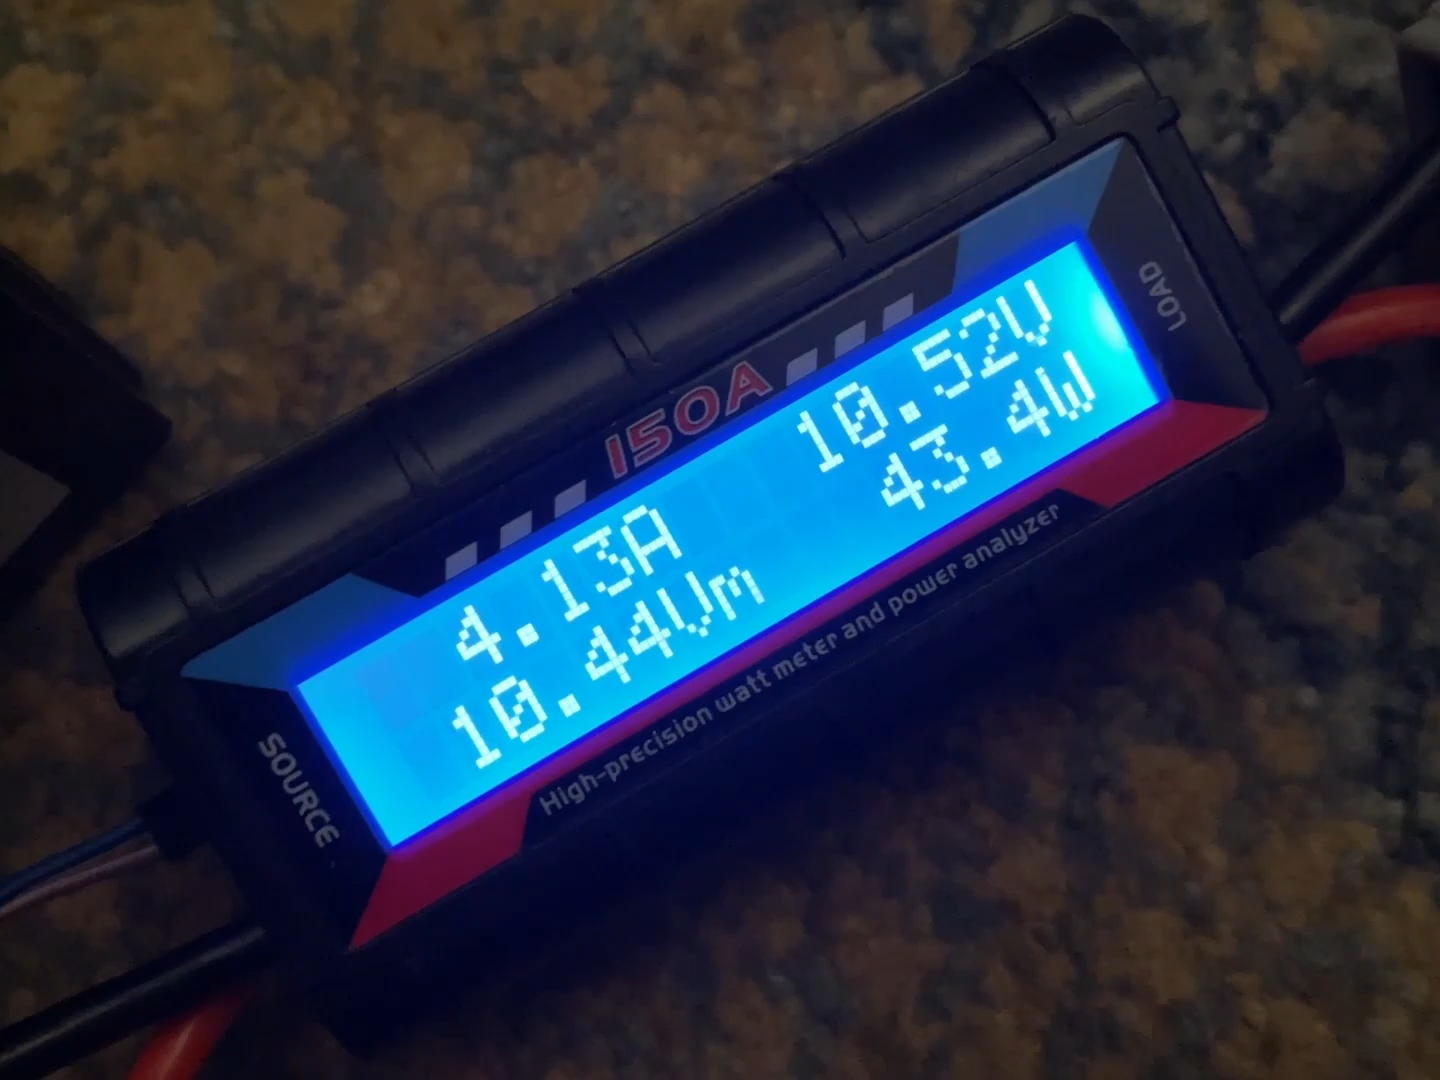 150A
4.13A 10.52V
10.44Vm 43.4W
SOURCE
LOAD
High-precision watt meter and power analyzer